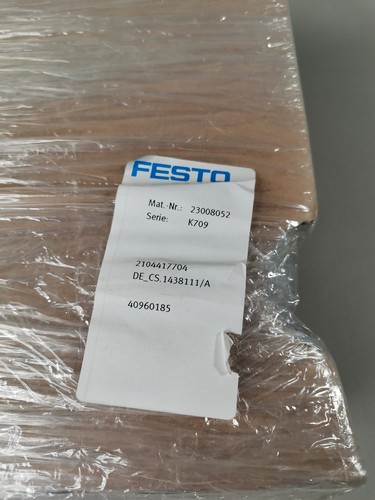 FESTO
Mat.-Nr.: 23008052
Serie: K709
2104417704
DE_CS.1438111/A
40960185